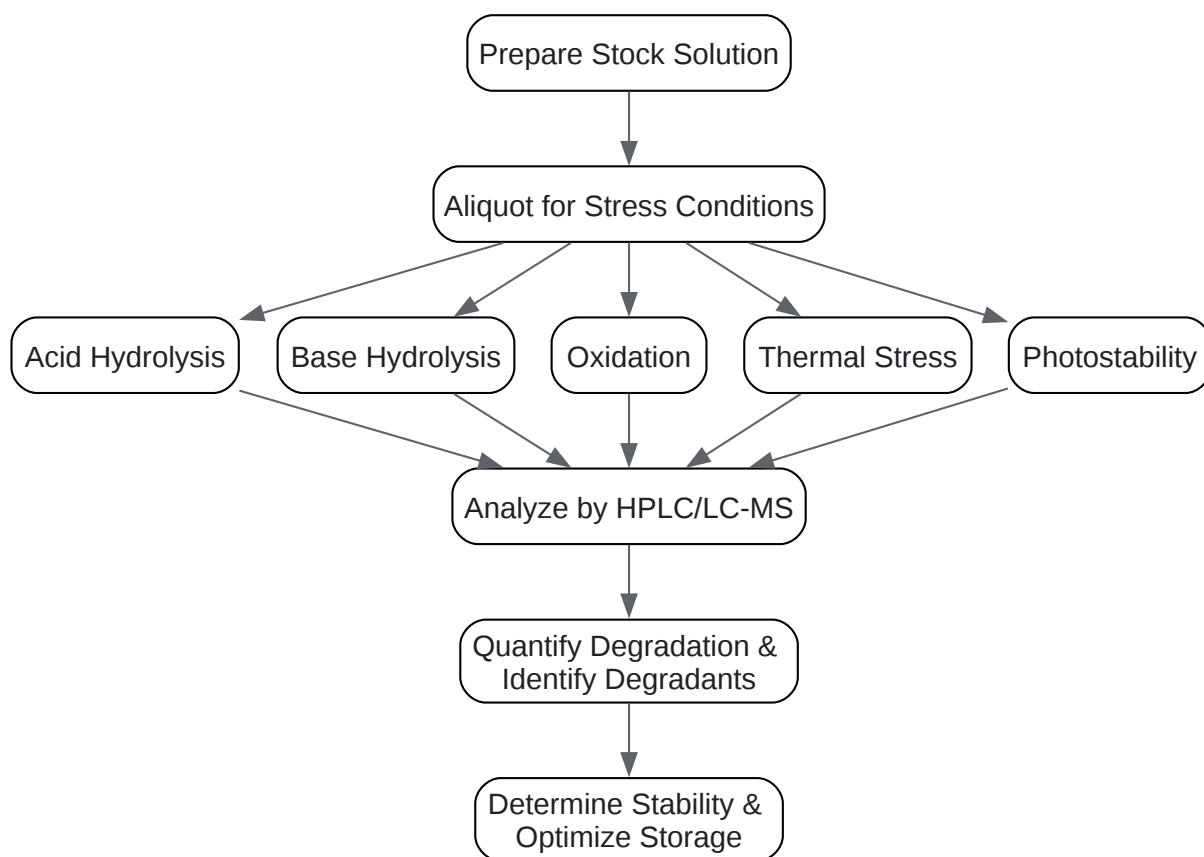 Prepare Stock Solution
Aliquot for Stress Conditions
Acid Hydrolysis
Base Hydrolysis
Oxidation
Thermal Stress
Photostability
Analyze by HPLC/LC-MS
Quantify Degradation &
Identify Degradants
Determine Stability &
Optimize Storage